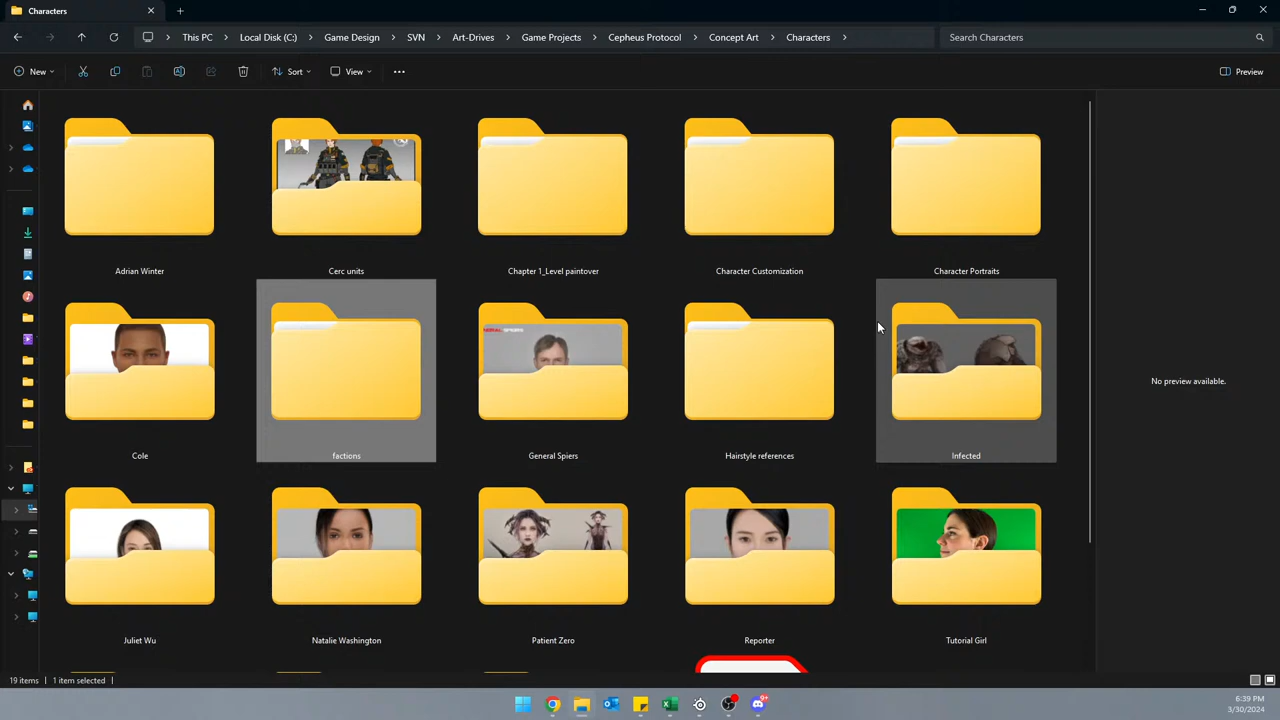 Characters
This PC Local Disk (C:) Game Design SVN Art-Drives Game Projects Cepheus Protocol Concept Art Characters Search Characters
New Sort View Preview
Adrian Winter Cerc units Chapter 1_Level paintover Character Customization Character Portraits
No preview available.
Cole factions General Spiers Hairstyle references Infected
Juliet Wu Natalie Washington Patient Zero Reporter Tutorial Girl
19 items 1 item selected
6:39 PM
3/30/2024